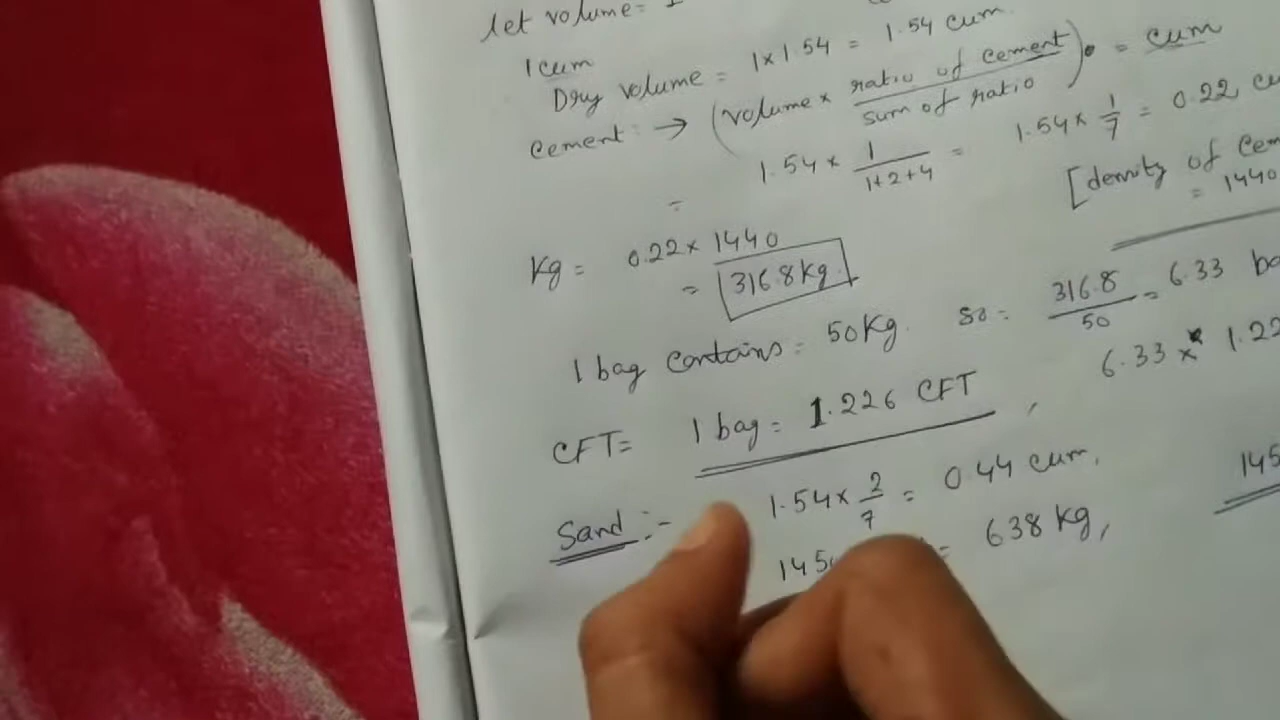 let volume =
1 cum
Dry volume = 1 x 1.54 = 1.54 cum.
cement: → (volume x ratio of cement / sum of ratio) = cum
= 1.54 x 1/1+2+4 = 1.54 x 1/7 = 0.22
[density of
= 1440
Kg = 0.22 x 1440
= 316.8 kg.
1 bag contains = 50 Kg. so = 316.8/50 = 6.33
6.33 x 1.22
CFT = 1 bag = 1.226 CFT ,
Sand :- 1.54 x 2/7 = 0.44 cum.
145
= 638 kg,